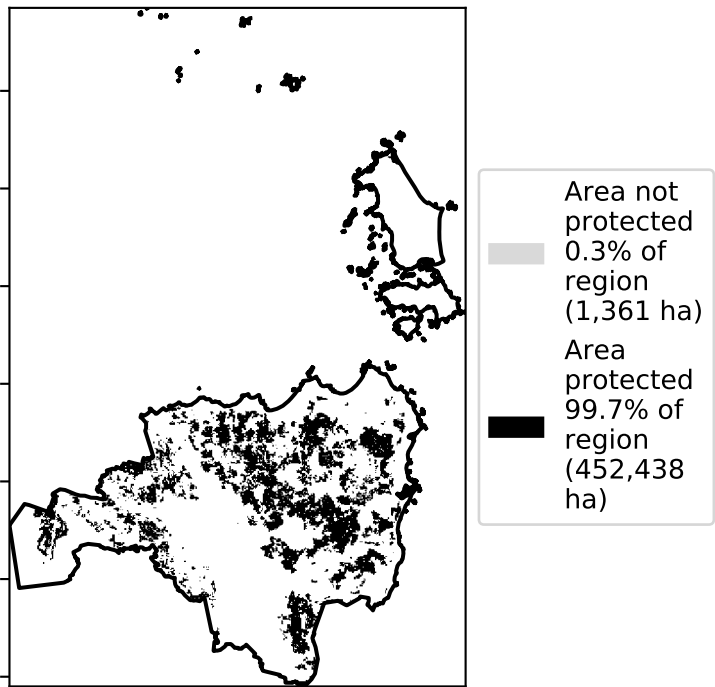 Area not
protected
0.3% of
region
(1,361 ha)
Area
protected
99.7% of
region
(452,438
ha)